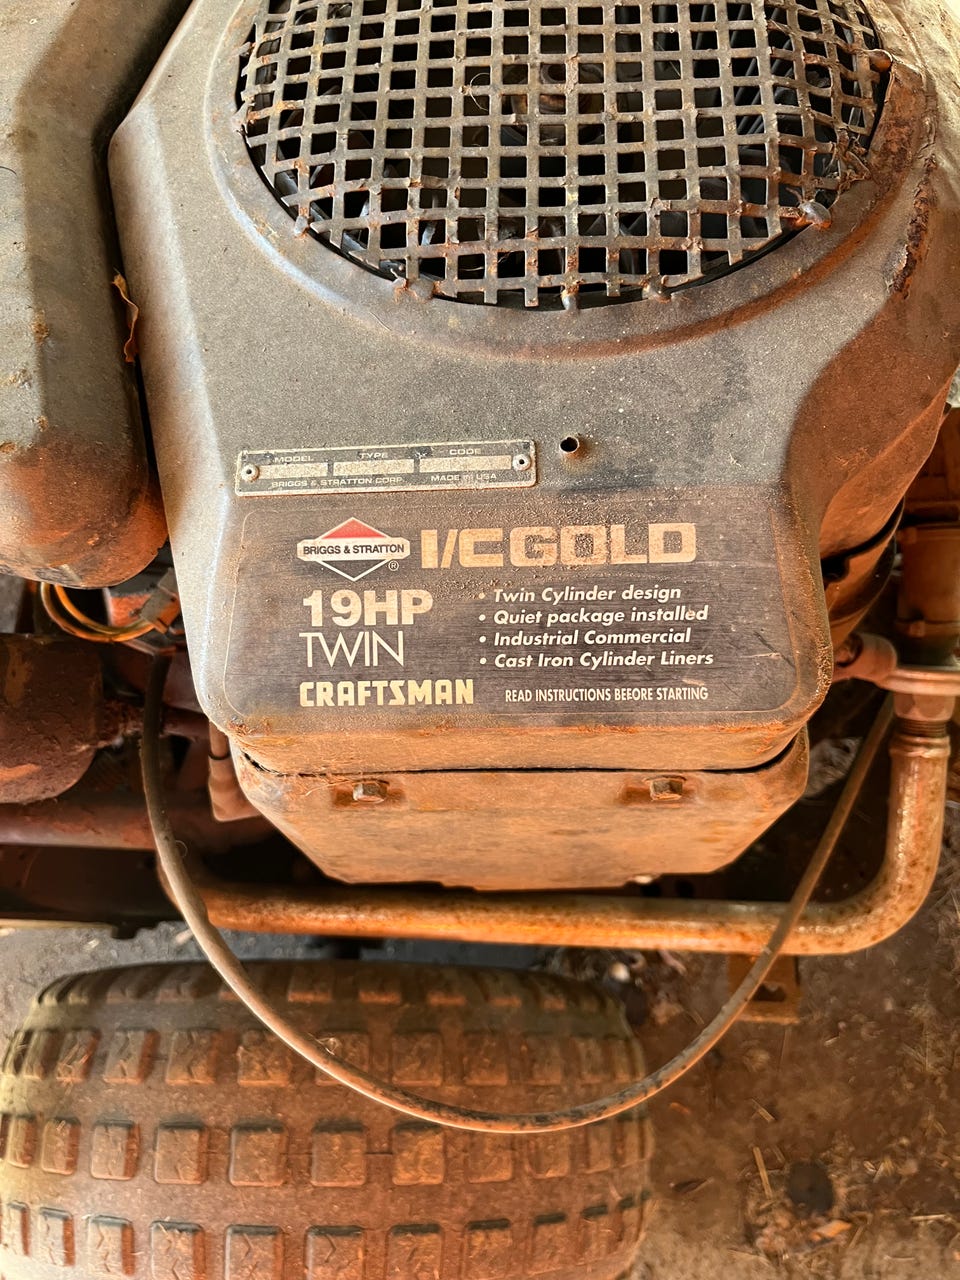 MODEL TYPE CODE
BRIGGS & STRATTON CORP. MADE IN USA
BRIGGS & STRATTON ® I/C GOLD
19HP
TWIN
CRAFTSMAN
• Twin Cylinder design
• Quiet package installed
• Industrial Commercial
• Cast Iron Cylinder Liners
READ INSTRUCTIONS BEFORE STARTING